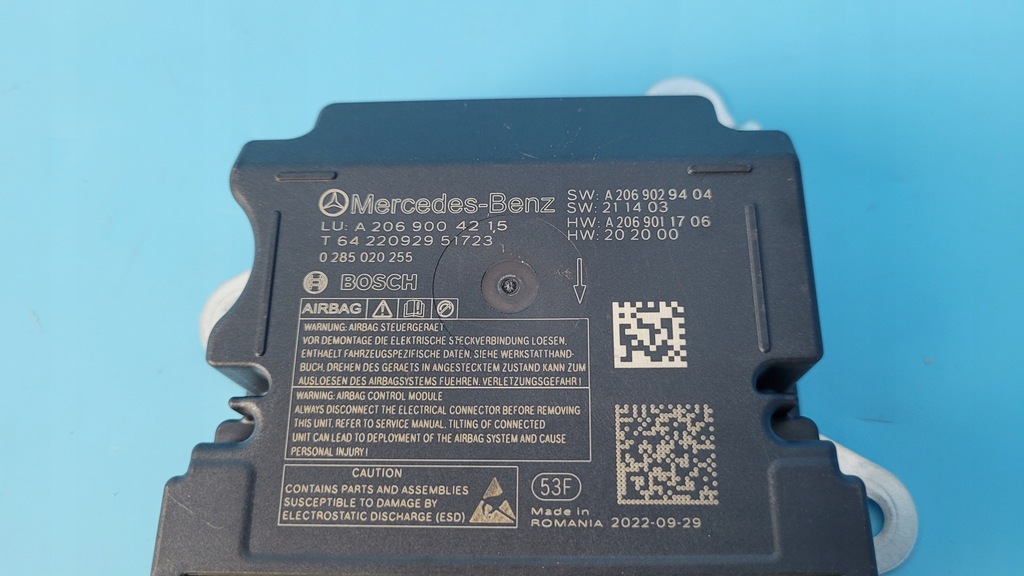 Mercedes-Benz
LU: A 206 900 42 15
T 64 220929 51723
0 285 020 255
SW: A 206 902 94 04
SW: 21 14 03
HW: A 206 901 17 06
HW: 20 20 00
BOSCH
AIRBAG
WARNING: AIRBAG STEUERGERAET
VOR DEMONTAGE DIE ELEKTRISCHE STECKVERBINDUNG LOESEN.
ENTHAELT FAHRZEUGSPEZIFISCHE DATEN, SIEHE WERKSTATTHAND-
BUCH. DREHEN DES GERAETS IN ANGESTECKTEM ZUSTAND KANN ZUM
AUSLOESEN DES AIRBAGSYSTEMS FUEHREN. VERLETZUNGSGEFAHR!
WARNING: AIRBAG CONTROL MODULE
ALWAYS DISCONNECT THE ELECTRICAL CONNECTOR BEFORE REMOVING
THIS UNIT. REFER TO SERVICE MANUAL. TILTING OF CONNECTED
UNIT CAN LEAD TO DEPLOYMENT OF THE AIRBAG SYSTEM AND CAUSE
PERSONAL INJURY!
CAUTION
CONTAINS PARTS AND ASSEMBLIES
SUSCEPTIBLE TO DAMAGE BY
ELECTROSTATIC DISCHARGE (ESD)
53F
Made in
ROMANIA 2022-09-29